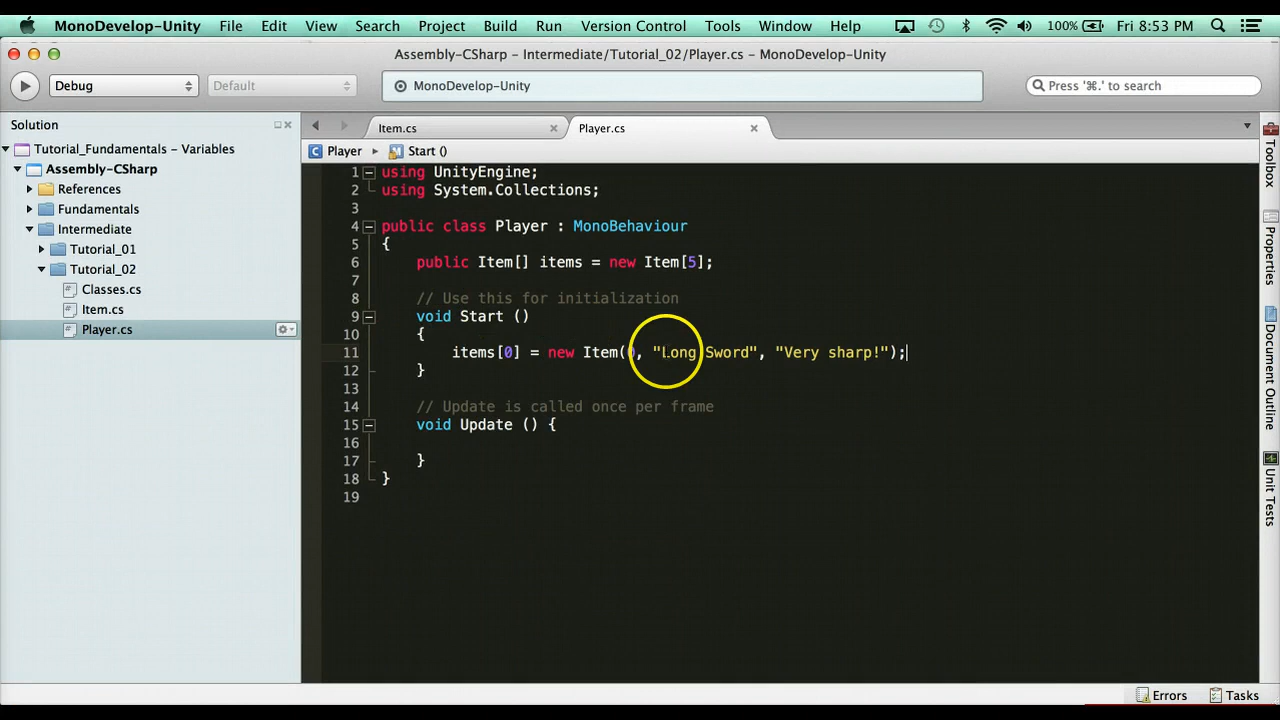 MonoDevelop-Unity File Edit View Search Project Build Run Version Control Tools Window Help 100% Fri 8:53 PM
Assembly-CSharp – Intermediate/Tutorial_02/Player.cs – MonoDevelop-Unity
Debug Default MonoDevelop-Unity Press '⌘.' to search
Solution
Item.cs Player.cs
Tutorial_Fundamentals – Variables
Assembly-CSharp
References
Fundamentals
Intermediate
Tutorial_01
Tutorial_02
Classes.cs
Item.cs
Player.cs
Player Start ()
1 using UnityEngine;
2 using System.Collections;
3
4 public class Player : MonoBehaviour
5 {
6 public Item[] items = new Item[5];
7
8 // Use this for initialization
9 void Start ()
10 {
11 items[0] = new Item(0, "Long Sword", "Very sharp!");
12 }
13
14 // Update is called once per frame
15 void Update () {
16
17 }
18 }
19
Toolbox
Properties
Document Outline
Unit Tests
Errors Tasks